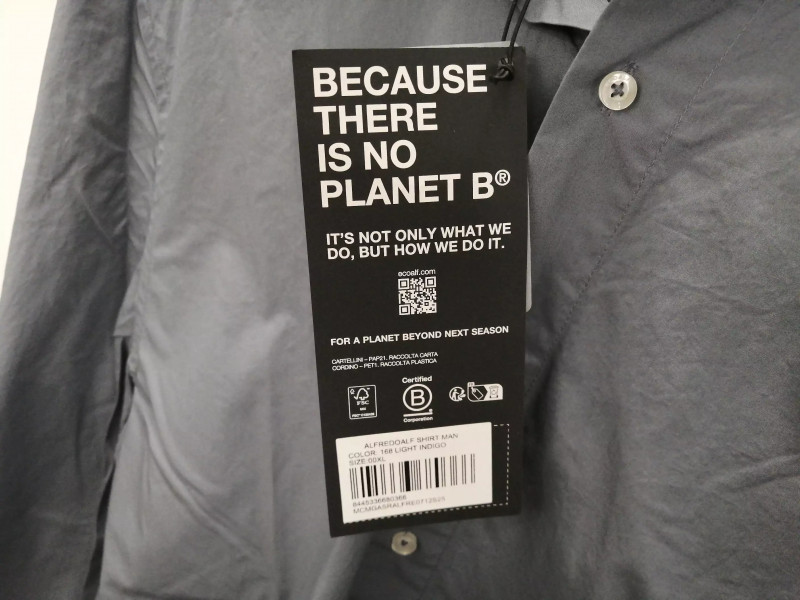 BECAUSE
THERE
IS NO
PLANET B®
IT'S NOT ONLY WHAT WE
DO, BUT HOW WE DO IT.
ecoalf.com
FOR A PLANET BEYOND NEXT SEASON
CARTELLINI – PAP21. RACCOLTA CARTA
CORDINO – PET1. RACCOLTA PLASTICA
FSC
Certified
B
Corporation
ALFREDOALF SHIRT MAN
COLOR: 168 LIGHT INDIGO
SIZE:00XL
8445336680366
MCMGASRALFRE0712S25